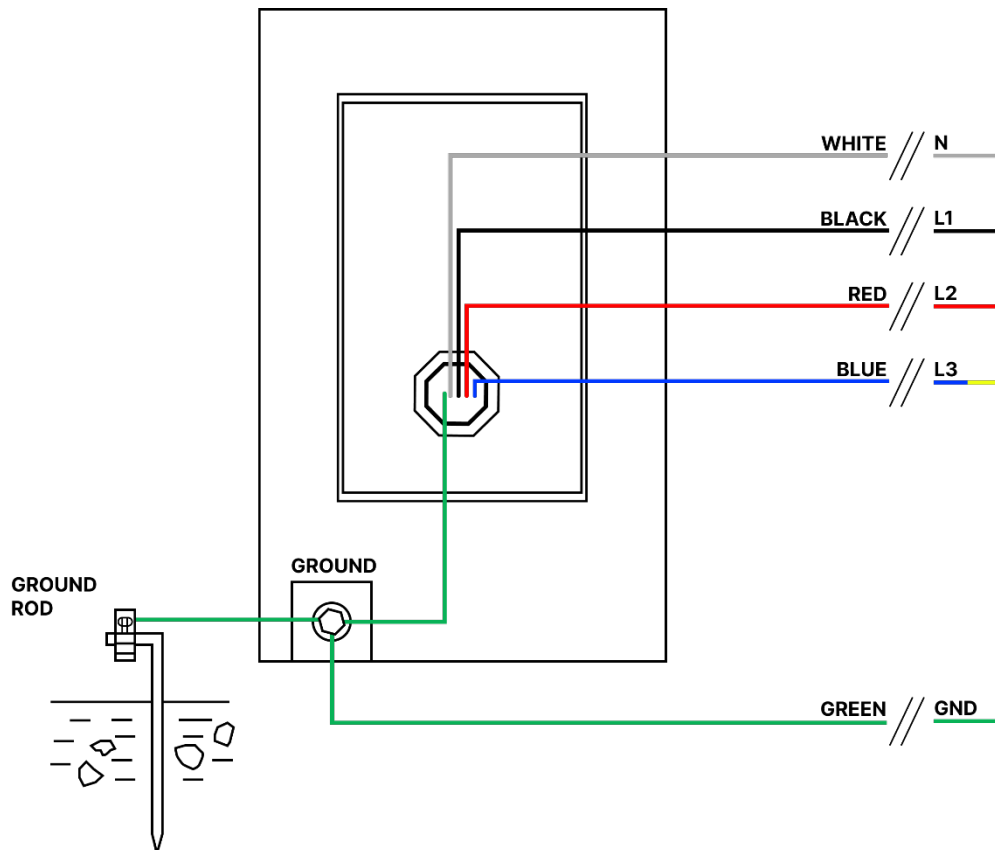 WHITE N
BLACK L1
RED L2
BLUE L3
GROUND
GROUND
ROD
GREEN GND